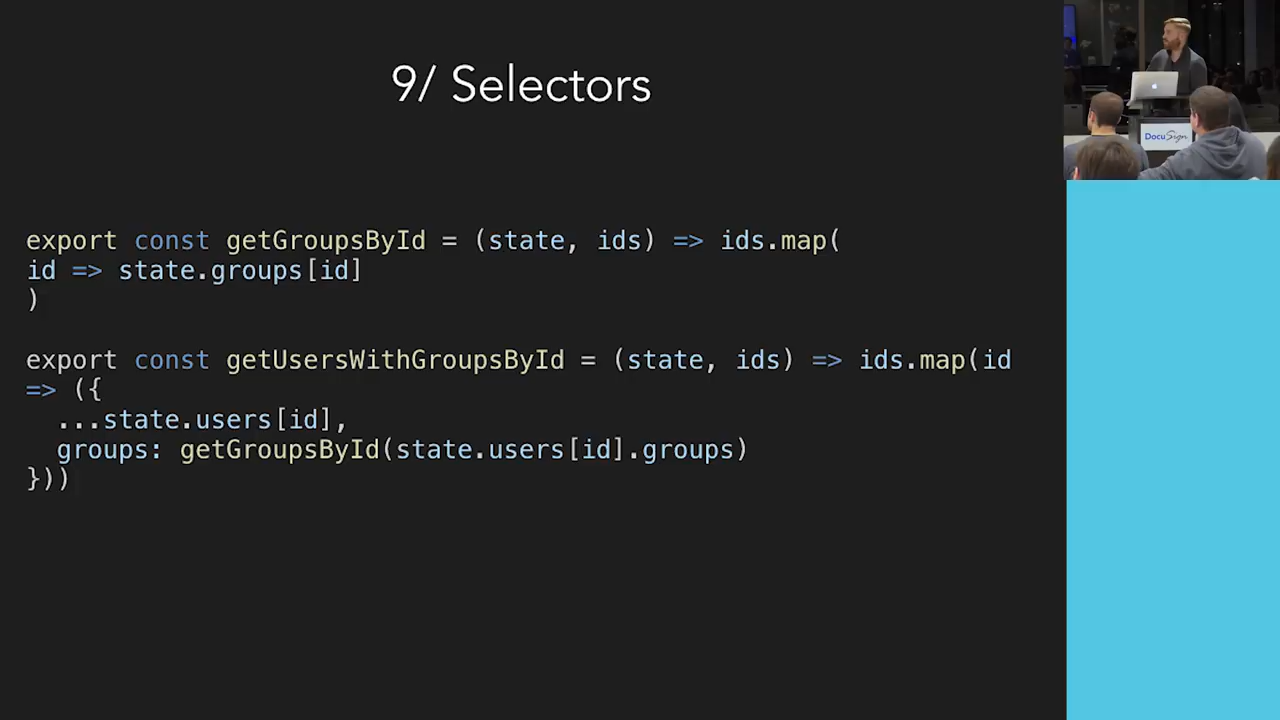 9/ Selectors
export const getGroupsById = (state, ids) => ids.map(
id => state.groups[id]
)
export const getUsersWithGroupsById = (state, ids) => ids.map(id
=> ({
...state.users[id],
groups: getGroupsById(state.users[id].groups)
}))
DocuSign